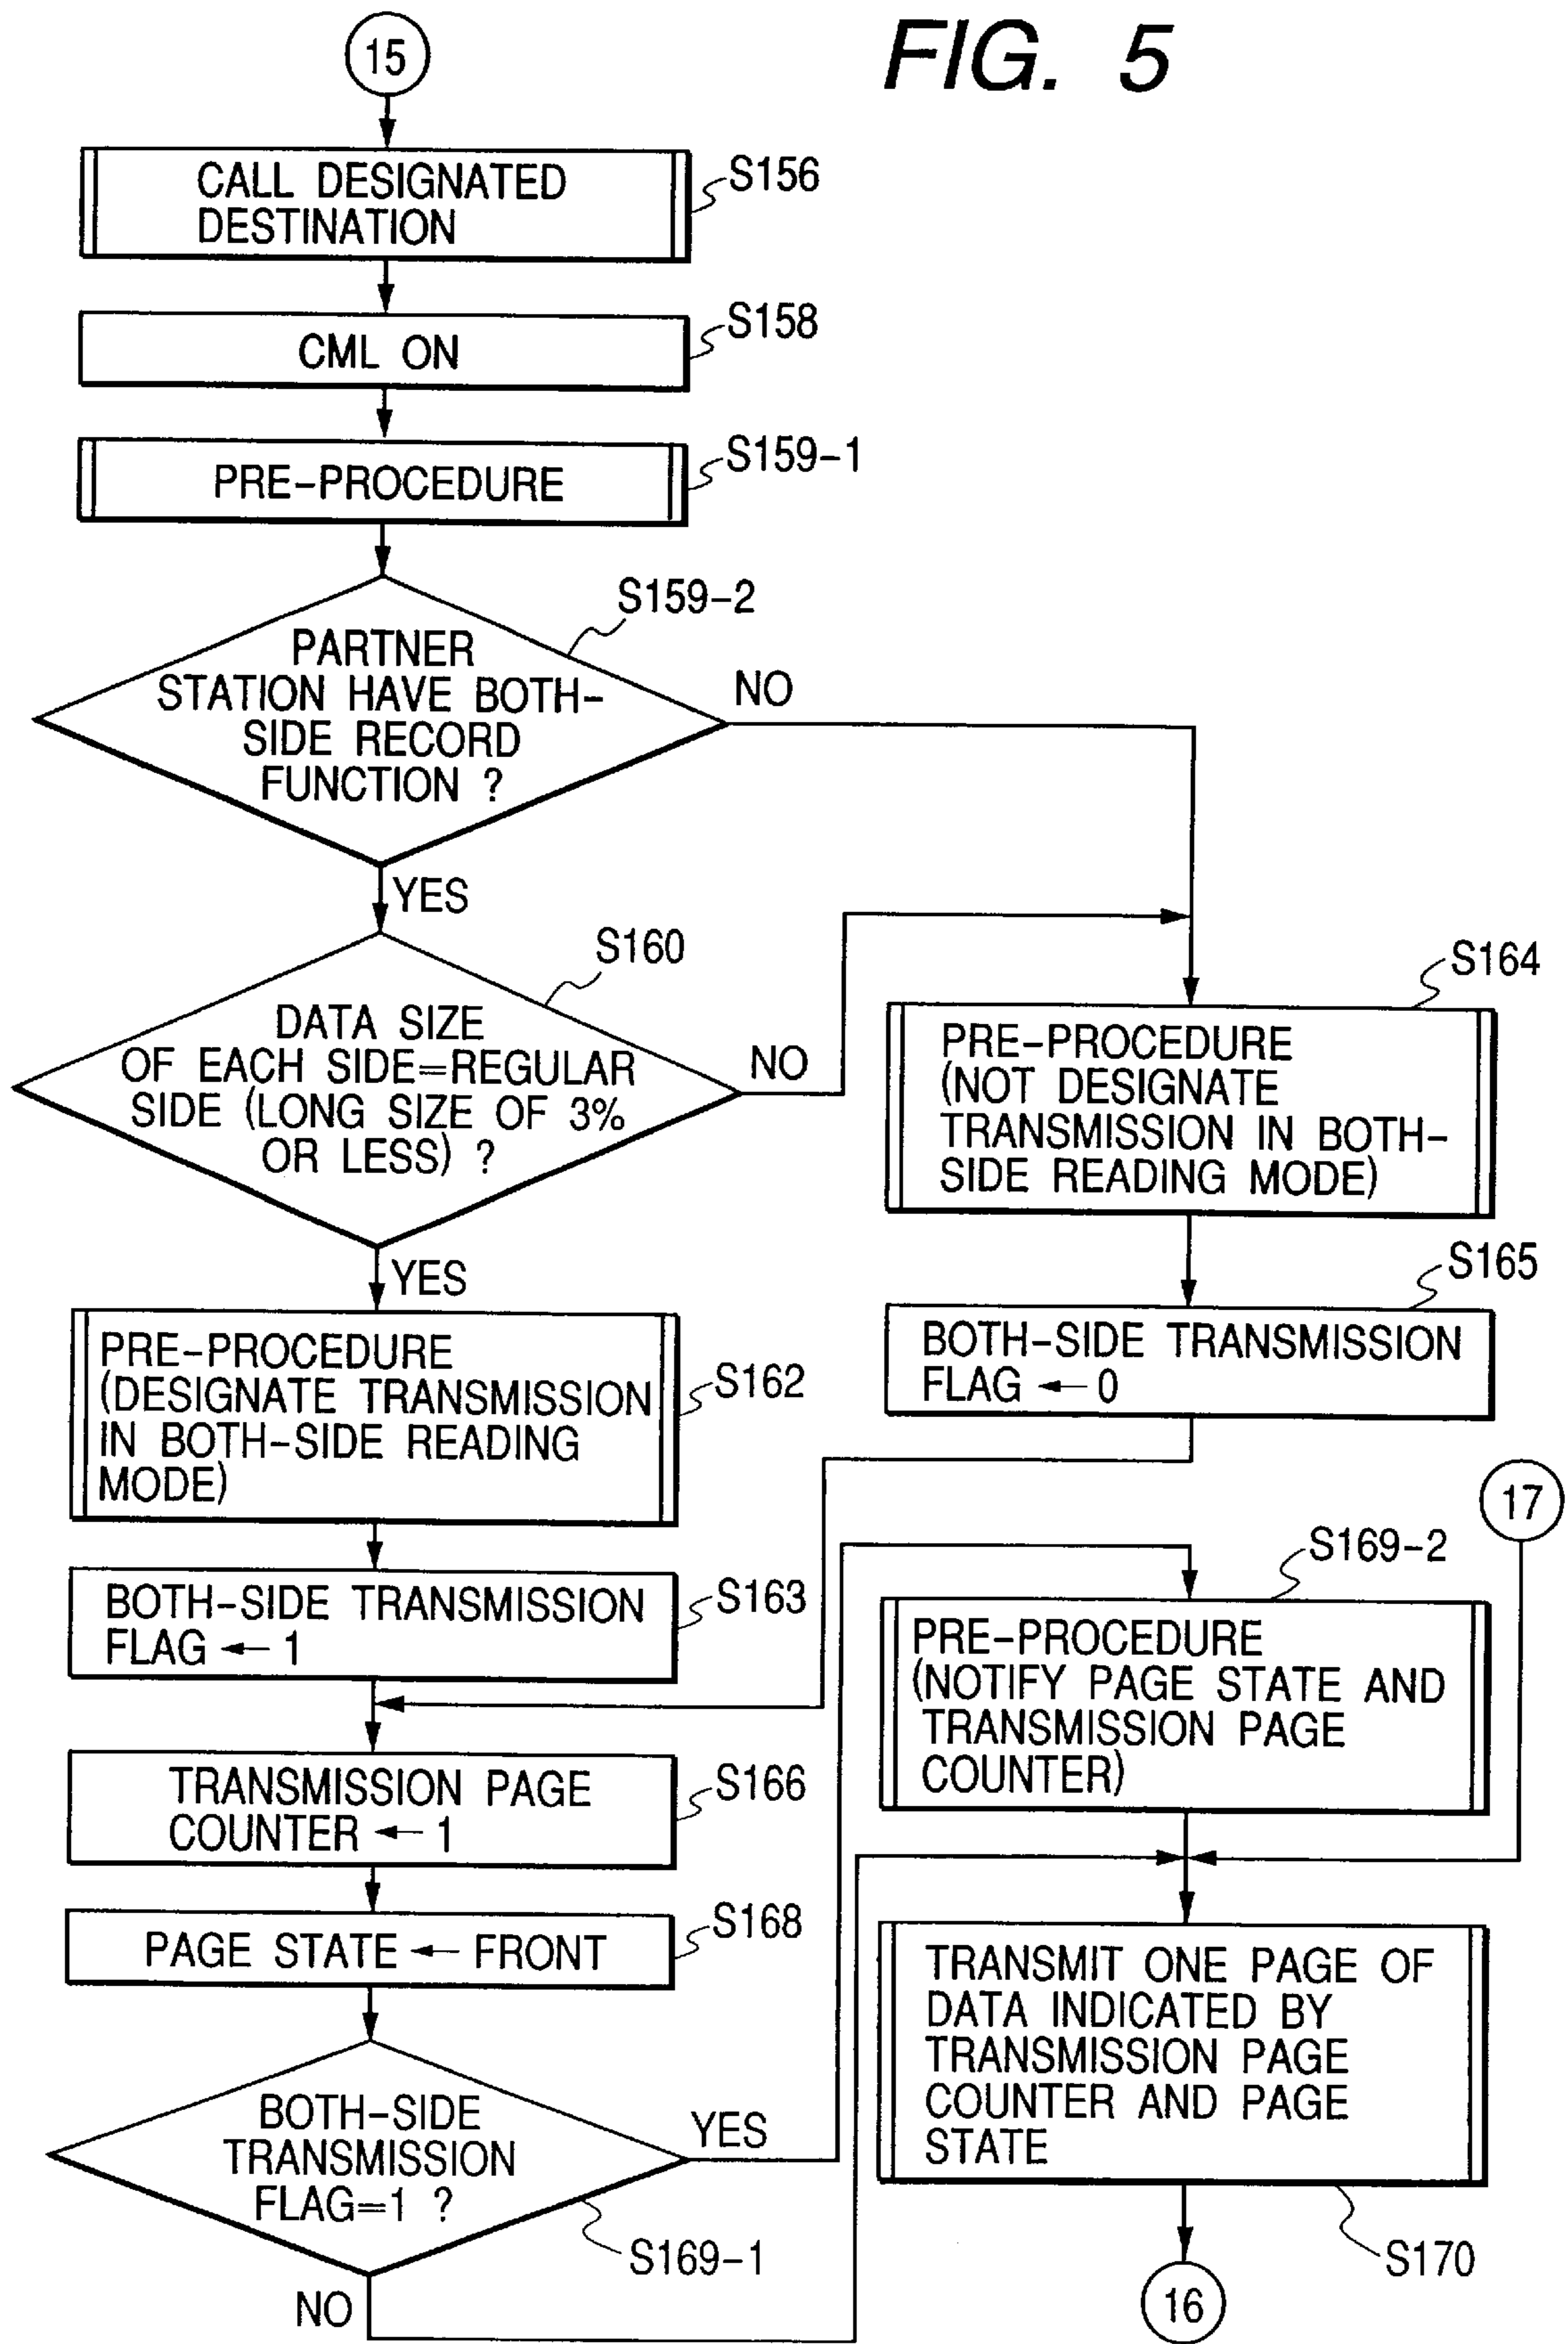 FIG. 5
15
CALL DESIGNATED
DESTINATION
S156
CML ON
S158
PRE-PROCEDURE
S159-1
S159-2
PARTNER
STATION HAVE BOTH-
SIDE RECORD
FUNCTION ?
NO
YES
S160
DATA SIZE
OF EACH SIDE=REGULAR
SIDE (LONG SIZE OF 3%
OR LESS) ?
NO
YES
S164
PRE-PROCEDURE
(NOT DESIGNATE
TRANSMISSION IN BOTH-
SIDE READING MODE)
S165
BOTH-SIDE TRANSMISSION
FLAG ← 0
PRE-PROCEDURE
(DESIGNATE TRANSMISSION
IN BOTH-SIDE READING
MODE)
S162
BOTH-SIDE TRANSMISSION
FLAG ← 1
S163
17
S169-2
PRE-PROCEDURE
(NOTIFY PAGE STATE AND
TRANSMISSION PAGE
COUNTER)
TRANSMISSION PAGE
COUNTER ← 1
S166
PAGE STATE ← FRONT
S168
BOTH-SIDE
TRANSMISSION
FLAG=1 ?
YES
S169-1
NO
TRANSMIT ONE PAGE OF
DATA INDICATED BY
TRANSMISSION PAGE
COUNTER AND PAGE
STATE
S170
16